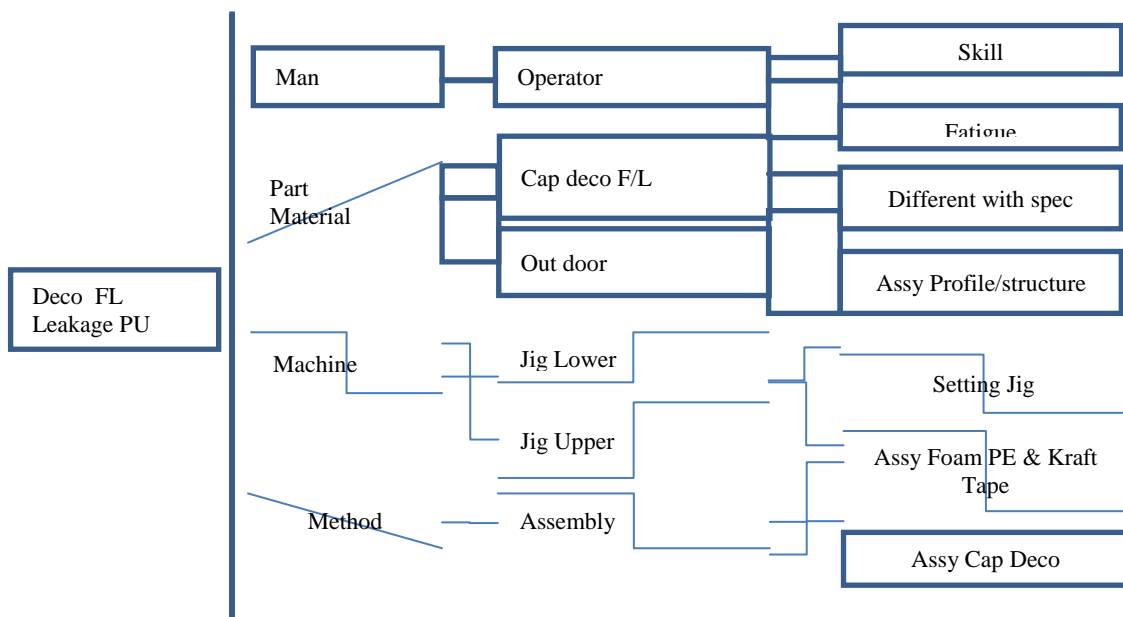 Man
Operator
Skill
Fatigue
Part
Material
Cap deco F/L
Different with spec
Out door
Assy Profile/structure
Deco FL
Leakage PU
Machine
Jig Lower
Setting Jig
Jig Upper
Assy Foam PE & Kraft
Tape
Method
Assembly
Assy Cap Deco